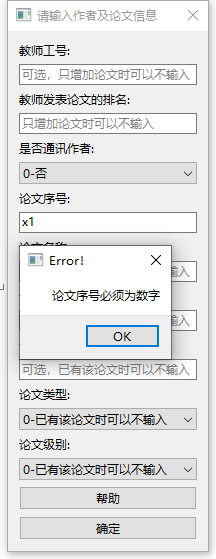 请输入作者及论文信息
教师工号:
可选，只增加论文时可以不输入
教师发表论文的排名:
只增加论文时可以不输入
是否通讯作者:
0-否
论文序号:
x1
Error!
输入
论文序号必须为数字
输入
OK
可选，已有该论文时可以不输入
论文类型:
0-已有该论文时可以不输入
论文级别:
0-已有该论文时可以不输入
帮助
确定